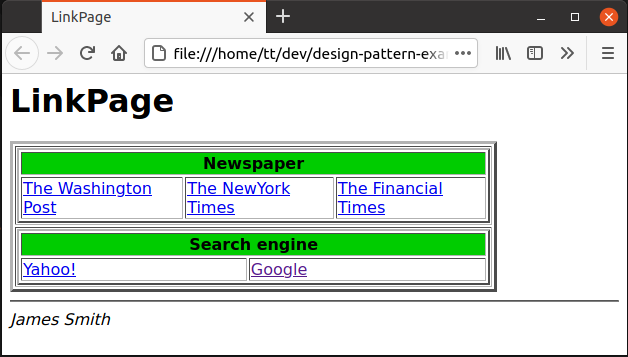 LinkPage
file:///home/tt/dev/design-pattern-exa
LinkPage
Newspaper
The Washington Post
The NewYork Times
The Financial Times
Search engine
Yahoo! Google
James Smith